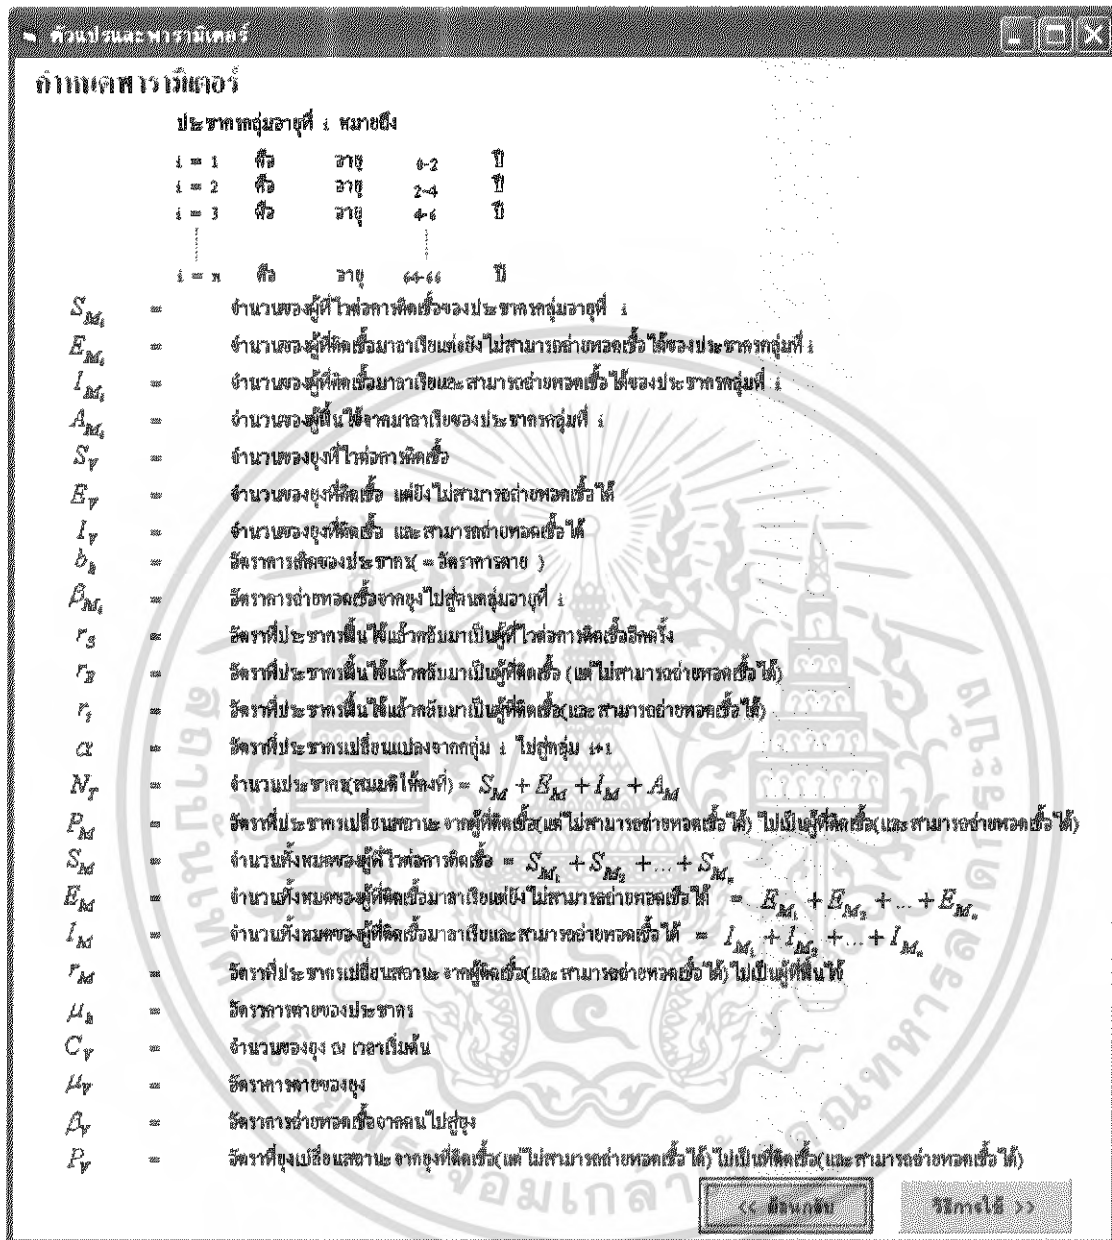 ตัวแปรและพารามิเตอร์
กำหนดพารามิเตอร์
ประชากรกลุ่มอายุที่ i หมายถึง
i = 1 คือ อายุ 0-2 ปี
i = 2 คือ อายุ 2-4 ปี
i = 3 คือ อายุ 4-6 ปี
i = n คือ อายุ 64-66 ปี
S_{M_i} = จำนวนของผู้ที่ไวต่อการติดเชื้อของประชากรกลุ่มอายุที่ i
E_{M_i} = จำนวนของผู้ที่ติดเชื้อมาลาเรียแต่ยังไม่สามารถถ่ายทอดเชื้อได้ของประชากรกลุ่มที่ i
I_{M_i} = จำนวนของผู้ที่ติดเชื้อมาลาเรียและสามารถถ่ายทอดเชื้อได้ของประชากรกลุ่มที่ i
A_{M_i} = จำนวนของผู้ฟื้นไข้จากมาลาเรียของประชากรกลุ่มที่ i
S_V = จำนวนของยุงที่ไวต่อการติดเชื้อ
E_V = จำนวนของยุงที่ติดเชื้อ แต่ยังไม่สามารถถ่ายทอดเชื้อได้
I_V = จำนวนของยุงที่ติดเชื้อ และสามารถถ่ายทอดเชื้อได้
b_h = อัตราการเกิดของประชากร( = อัตราการตาย )
β_{M_i} = อัตราการถ่ายทอดเชื้อจากยุงไปสู่คนกลุ่มอายุที่ i
r_S = อัตราที่ประชากรฟื้นไข้แล้วกลับมาเป็นผู้ที่ไวต่อการติดเชื้ออีกครั้ง
r_E = อัตราที่ประชากรฟื้นไข้แล้วกลับมาเป็นผู้ที่ติดเชื้อ (แต่ไม่สามารถถ่ายทอดเชื้อได้)
r_i = อัตราที่ประชากรฟื้นไข้แล้วกลับมาเป็นผู้ที่ติดเชื้อ(และสามารถถ่ายทอดเชื้อได้)
α = อัตราที่ประชากรเปลี่ยนแปลงจากกลุ่ม i ไปสู่กลุ่ม i+1
N_T = จำนวนประชากร(สมมติให้คงที่) = S_M + E_M + I_M + A_M
P_M = อัตราที่ประชากรเปลี่ยนสถานะ จากผู้ที่ติดเชื้อ(แต่ไม่สามารถถ่ายทอดเชื้อได้) ไปเป็นผู้ที่ติดเชื้อ(และสามารถถ่ายทอดเชื้อได้)
S_M = จำนวนทั้งหมดของผู้ที่ไวต่อการติดเชื้อ = S_{M_1} + S_{M_2} + ... + S_{M_n}
E_M = จำนวนทั้งหมดของผู้ที่ติดเชื้อมาลาเรียแต่ยังไม่สามารถถ่ายทอดเชื้อได้ = E_{M_1} + E_{M_2} + ... + E_{M_n}
I_M = จำนวนทั้งหมดของผู้ที่ติดเชื้อมาลาเรียและสามารถถ่ายทอดเชื้อได้ = I_{M_1} + I_{M_2} + ... + I_{M_n}
r_M = อัตราที่ประชากรเปลี่ยนสถานะ จากผู้ติดเชื้อ(และสามารถถ่ายทอดเชื้อได้) ไปเป็นผู้ที่ฟื้นไข้
μ_h = อัตราการตายของประชากร
C_V = จำนวนของยุง ณ เวลาเริ่มต้น
μ_V = อัตราการตายของยุง
β_V = อัตราการถ่ายทอดเชื้อจากคนไปสู่ยุง
P_V = อัตราที่ยุงเปลี่ยนสถานะ จากยุงที่ติดเชื้อ(แต่ไม่สามารถถ่ายทอดเชื้อได้) ไปเป็นที่ติดเชื้อ(และสามารถถ่ายทอดเชื้อได้)
<< ย้อนกลับ วิธีการใช้ >>